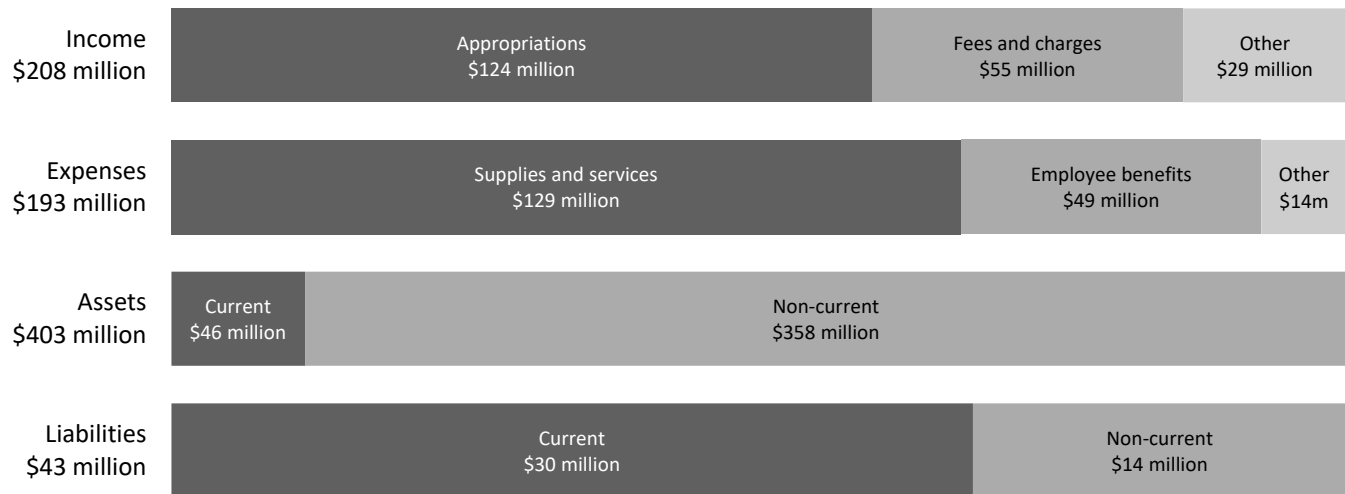 Income
$208 million
Appropriations
$124 million
Fees and charges
$55 million
Other
$29 million
Expenses
$193 million
Supplies and services
$129 million
Employee benefits
$49 million
Other
$14m
Assets
$403 million
Current
$46 million
Non-current
$358 million
Liabilities
$43 million
Current
$30 million
Non-current
$14 million